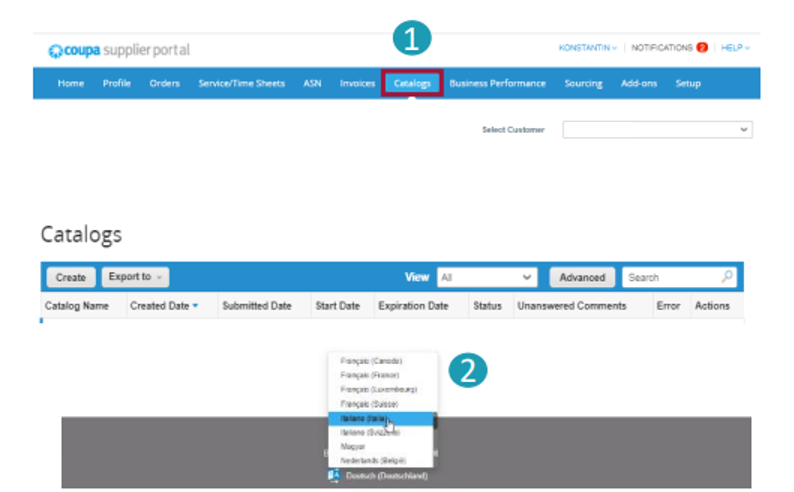 1
coupa supplier portal
KONSTANTIN NOTIFICATIONS 2 HELP
Home Profile Orders Service/Time Sheets ASN Invoices Catalogs Business Performance Sourcing Add-ons Setup
Select Customer
Catalogs
Create Export to View All Advanced Search
Catalog Name Created Date Submitted Date Start Date Expiration Date Status Unanswered Comments Error Actions
2
Français (Canada)
Français (France)
Français (Luxembourg)
Français (Suisse)
Italiano (Italia)
Italiano (Svizzera)
Magyar
Nederlands (België)
Deutsch (Deutschland)